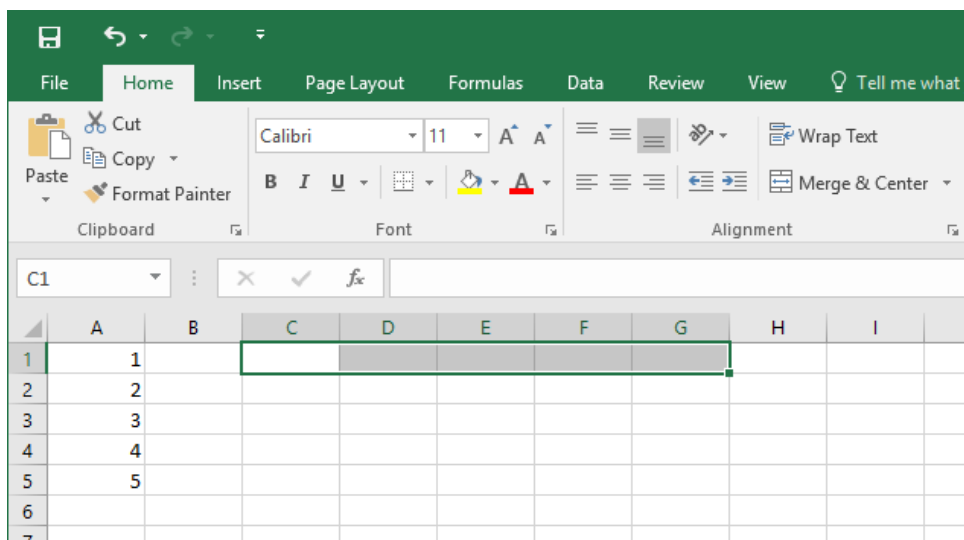 File Home Insert Page Layout Formulas Data Review View Tell me what
Cut
Copy
Format Painter
Paste
Clipboard
Calibri 11 A A
B I U A
Font
Wrap Text
Merge & Center
Alignment
C1 fx
A B C D E F G H I
1 1
2 2
3 3
4 4
5 5
6
7